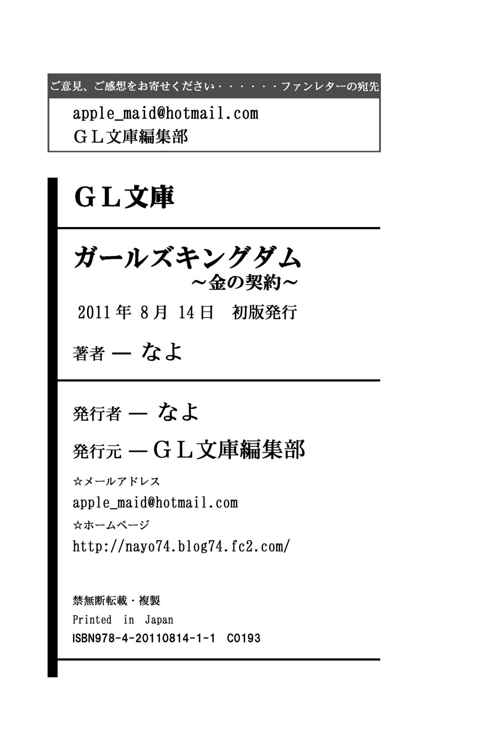 ご意見、ご感想をお寄せください・・・・・・ファンレターの宛先
apple_maid@hotmail.com
ＧＬ文庫編集部
ＧＬ文庫
ガールズキングダム
～金の契約～
2011年 8月 14日　初版発行
著者 ― なよ
発行者 ― なよ
発行元 ― ＧＬ文庫編集部
☆メールアドレス
apple_maid@hotmail.com
☆ホームページ
http://nayo74.blog74.fc2.com/
禁無断転載・複製
Printed in Japan
ISBN978-4-20110814-1-1　C0193